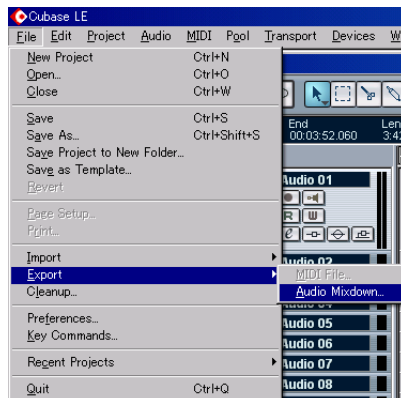 Cubase LE
File Edit Project Audio MIDI Pool Transport Devices W
New Project Ctrl+N
Open... Ctrl+O
Close Ctrl+W
Save Ctrl+S
Save As... Ctrl+Shift+S
Save Project to New Folder...
Save as Template...
Revert
Page Setup...
Print...
Import
Export
Cleanup...
Preferences...
Key Commands...
Recent Projects
Quit Ctrl+Q
MIDI File...
Audio Mixdown...
End Len
00:03:52.060 3:4
Audio 01
R W
e
Audio 02
Audio 05
Audio 06
Audio 07
Audio 08